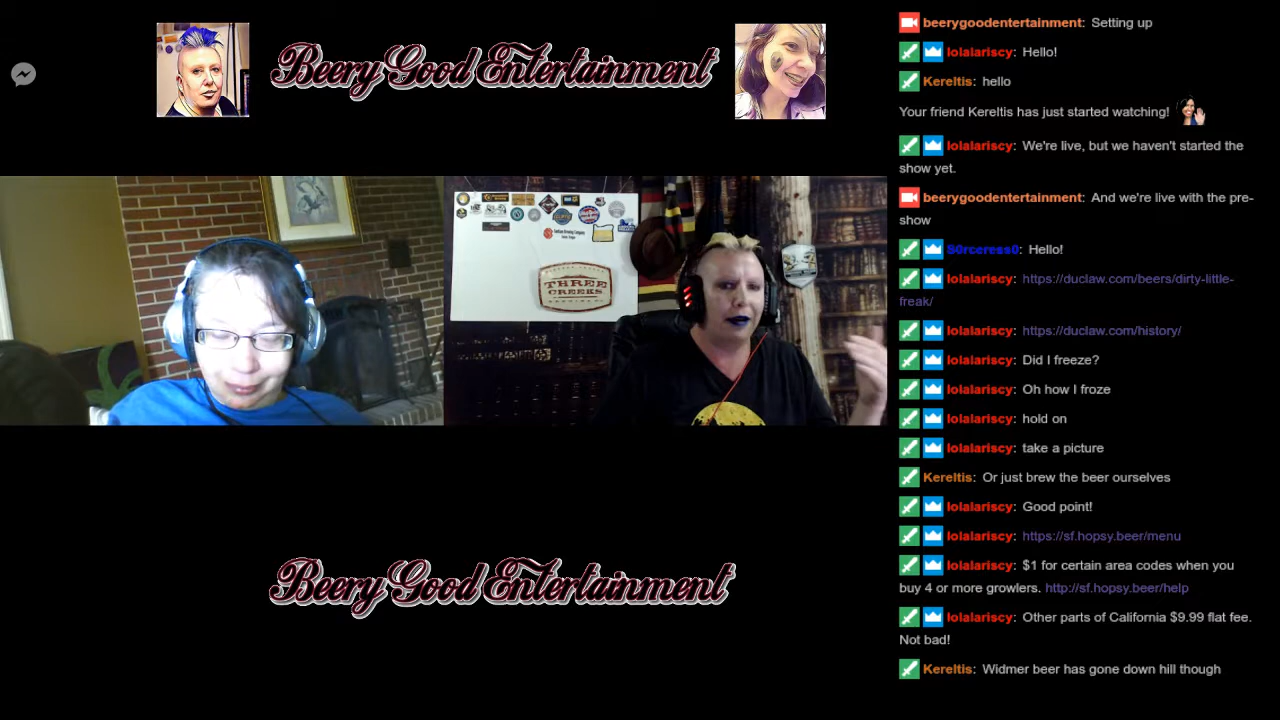 Beery Good Entertainment
THREE
CREEKS
Beery Good Entertainment
beerygoodentertainment: Setting up
lolalariscy: Hello!
Kereltis: hello
Your friend Kereltis has just started watching!
lolalariscy: We're live, but we haven't started the
show yet.
beerygoodentertainment: And we're live with the pre-
show
S0rceress0: Hello!
lolalariscy: https://duclaw.com/beers/dirty-little-
freak/
lolalariscy: https://duclaw.com/history/
lolalariscy: Did I freeze?
lolalariscy: Oh how I froze
lolalariscy: hold on
lolalariscy: take a picture
Kereltis: Or just brew the beer ourselves
lolalariscy: Good point!
lolalariscy: https://sf.hopsy.beer/menu
lolalariscy: $1 for certain area codes when you
buy 4 or more growlers. http://sf.hopsy.beer/help
lolalariscy: Other parts of California $9.99 flat fee.
Not bad!
Kereltis: Widmer beer has gone down hill though